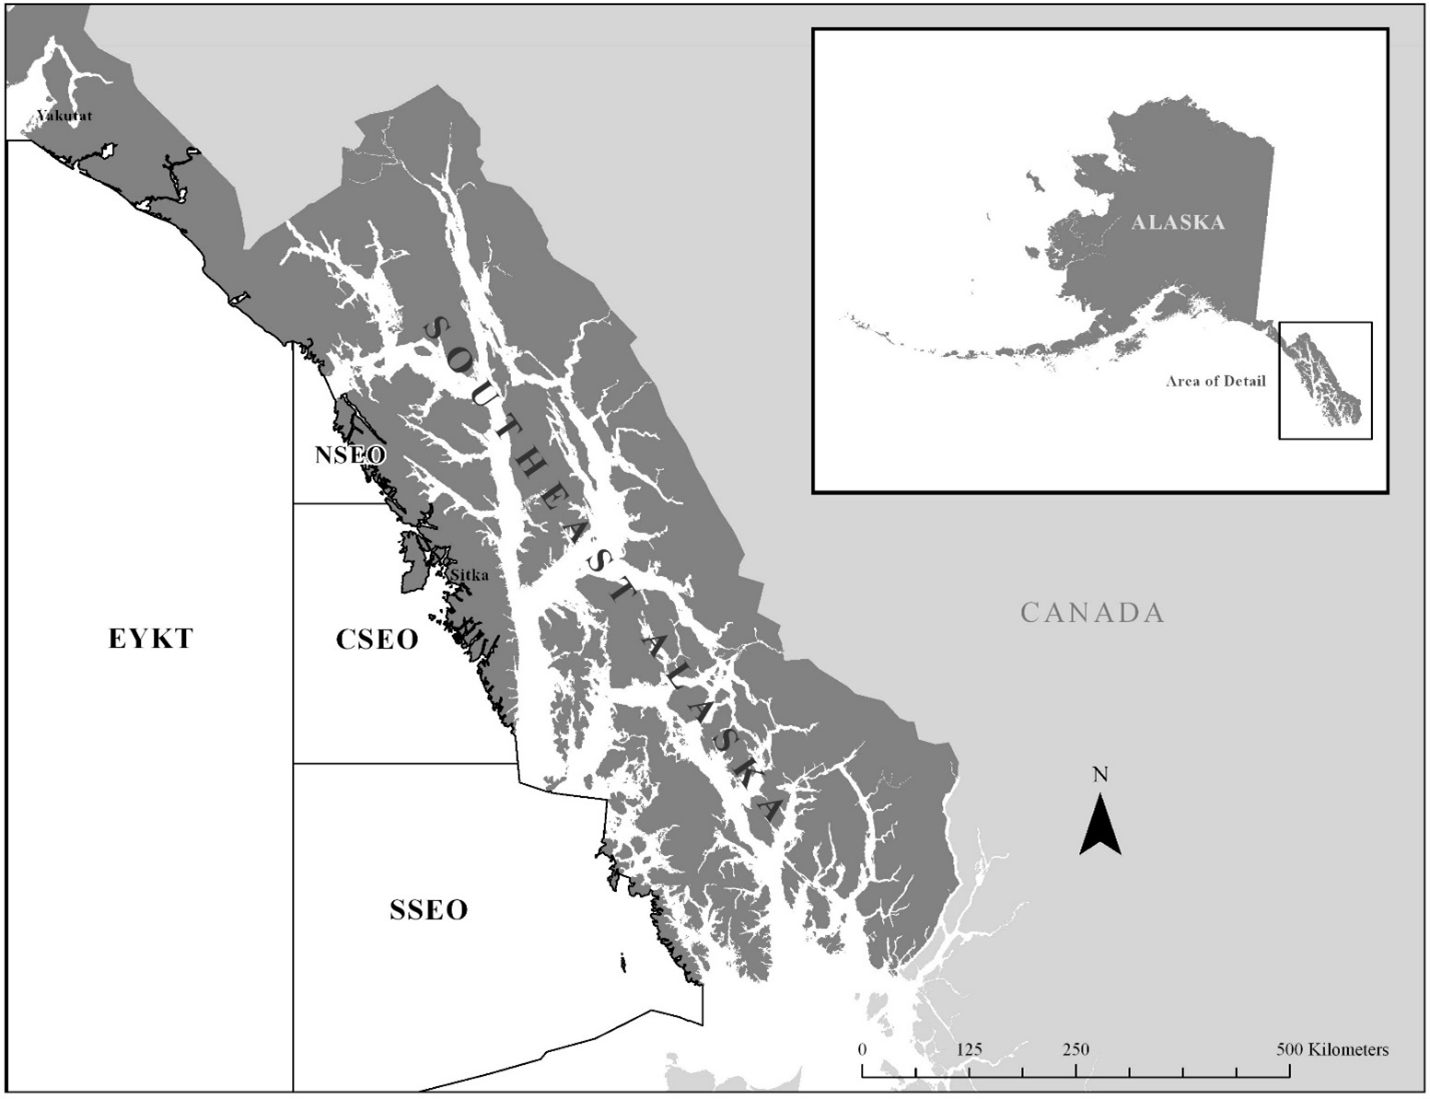 Yakutat
ALASKA
Area of Detail
SOUTHEAST ALASKA
NSEO
Sitka
CANADA
EYKT
CSEO
N
SSEO
0 125 250 500 Kilometers